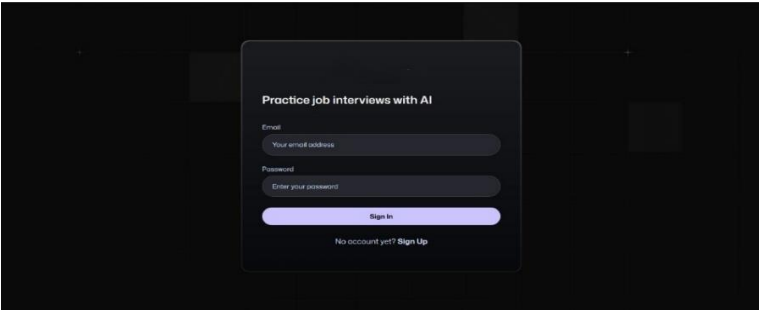 Practice job interviews with AI
Email
Your email address
Password
Enter your password
Sign In
No account yet? Sign Up